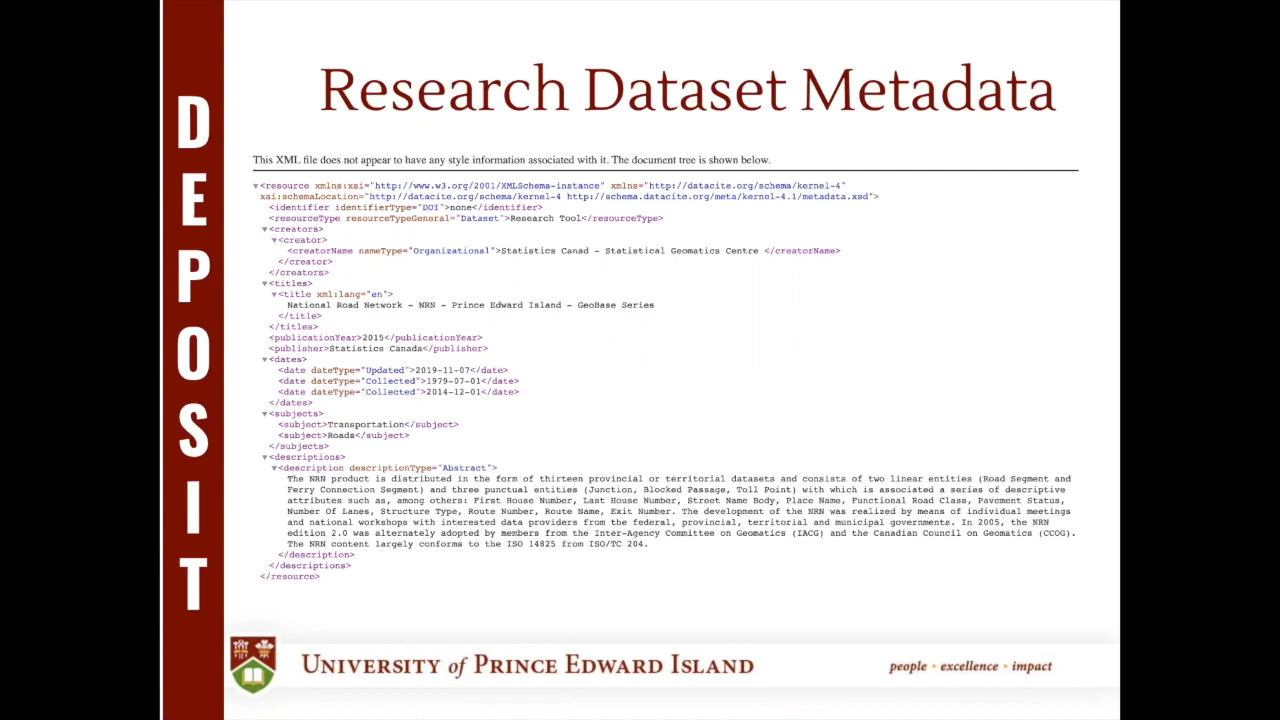 DEPOSIT
Research Dataset Metadata
This XML file does not appear to have any style information associated with it. The document tree is shown below.
▼<resource xmlns:xsi="http://www.w3.org/2001/XMLSchema-instance" xmlns="http://datacite.org/schema/kernel-4"
xsi:schemaLocation="http://datacite.org/schema/kernel-4 http://schema.datacite.org/meta/kernel-4.1/metadata.xsd">
<identifier identifierType="DOI">none</identifier>
<resourceType resourceTypeGeneral="Dataset">Research Tool</resourceType>
▼<creators>
▼<creator>
<creatorName nameType="Organizational">Statistics Canad - Statistical Geomatics Centre </creatorName>
</creator>
</creators>
▼<titles>
▼<title xml:lang="en">
National Road Network - NRN - Prince Edward Island - GeoBase Series
</title>
</titles>
<publicationYear>2015</publicationYear>
<publisher>Statistics Canada</publisher>
▼<dates>
<date dateType="Updated">2019-11-07</date>
<date dateType="Collected">1979-07-01</date>
<date dateType="Collected">2014-12-01</date>
</dates>
▼<subjects>
<subject>Transportation</subject>
<subject>Roads</subject>
</subjects>
▼<descriptions>
▼<description descriptionType="Abstract">
The NRN product is distributed in the form of thirteen provincial or territorial datasets and consists of two linear entities (Road Segment and
Ferry Connection Segment) and three punctual entities (Junction, Blocked Passage, Toll Point) with which is associated a series of descriptive
attributes such as, among others: First House Number, Last House Number, Street Name Body, Place Name, Functional Road Class, Pavement Status,
Number Of Lanes, Structure Type, Route Number, Route Name, Exit Number. The development of the NRN was realized by means of individual meetings
and national workshops with interested data providers from the federal, provincial, territorial and municipal governments. In 2005, the NRN
edition 2.0 was alternately adopted by members from the Inter-Agency Committee on Geomatics (IACG) and the Canadian Council on Geomatics (CCOG).
The NRN content largely conforms to the ISO 14825 from ISO/TC 204.
</description>
</descriptions>
</resource>
UNIVERSITY of PRINCE EDWARD ISLAND
people • excellence • impact